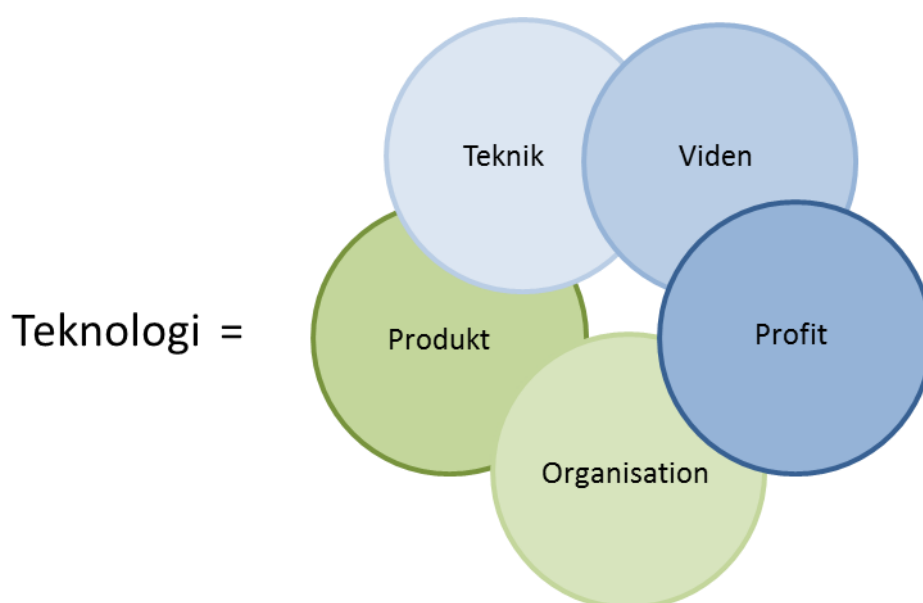 Teknik
Viden
Teknologi =
Produkt
Profit
Organisation